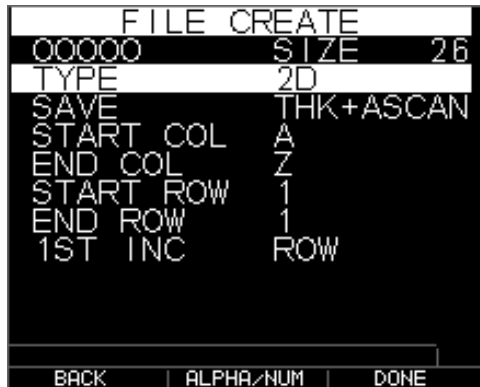 FILE CREATE
00000 SIZE 26
TYPE 2D
SAVE THK+ASCAN
START COL A
END COL Z
START ROW 1
END ROW 1
1ST INC ROW
BACK | ALPHA/NUM | DONE